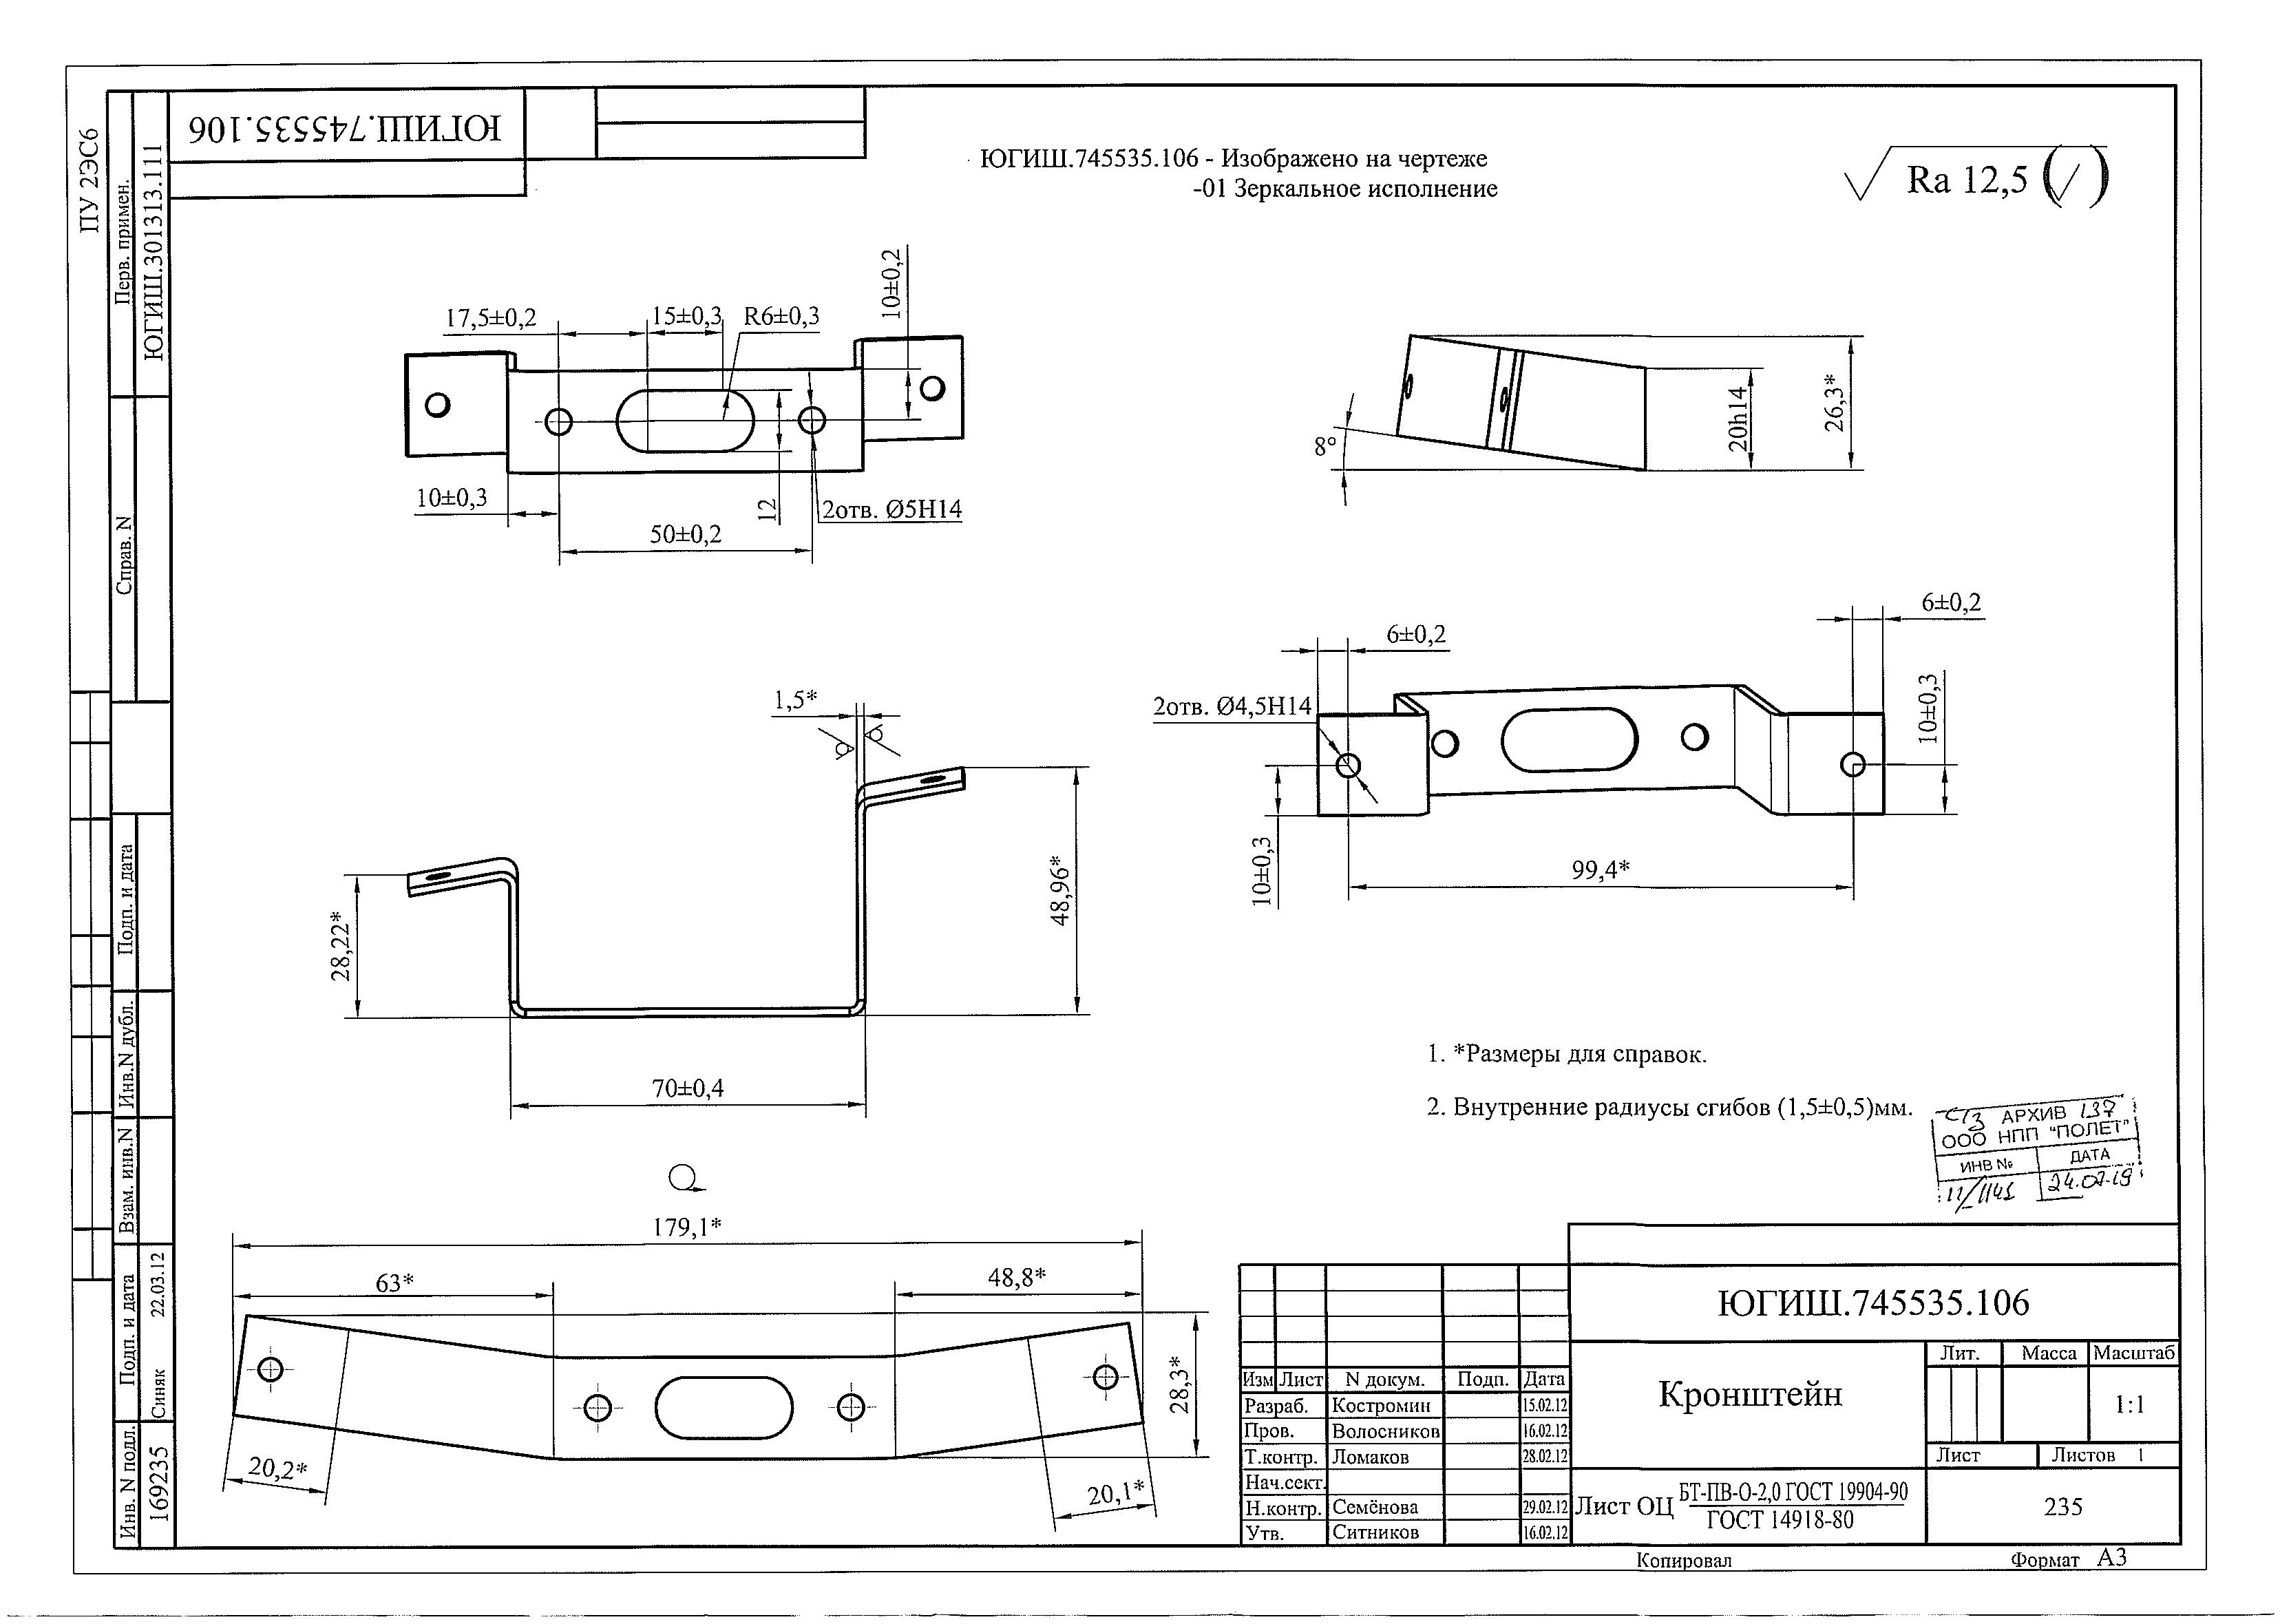 ПУ 2ЭС6
Перв. примен.
ЮГИШ.301313.111
Справ. N
Подп. и дата
Инв.N дубл.
Взам. инв.N
Подп. и дата
Синяк 22.03.12
Инв. N подл.
169235
ЮГИШ.745535.106
ЮГИШ.745535.106 - Изображено на чертеже
-01 Зеркальное исполнение
Ra 12,5
17,5±0,2
15±0,3
R6±0,3
10±0,2
10±0,3
50±0,2
12
2отв. Ø5H14
8°
20h14
26,3*
1,5*
28,22*
48,96*
70±0,4
6±0,2
6±0,2
2отв. Ø4,5H14
10±0,3
10±0,3
99,4*
1. *Размеры для справок.
2. Внутренние радиусы сгибов (1,5±0,5)мм.
АРХИВ 137
ООО НПП "ПОЛЕТ"
ИНВ № ДАТА
11/1141 24.07.19
179,1*
63*
48,8*
28,3*
20,2*
20,1*
ЮГИШ.745535.106
Изм Лист N докум. Подп. Дата
Разраб. Костромин 15.02.12
Пров. Волосников 16.02.12
Т.контр. Ломаков 28.02.12
Нач.сект.
Н.контр. Семёнова 29.02.12
Утв. Ситников 16.02.12
Кронштейн
Лит. Масса Масштаб
1:1
Лист Листов 1
Лист ОЦ БТ-ПВ-О-2,0 ГОСТ 19904-90
ГОСТ 14918-80
235
Копировал Формат А3